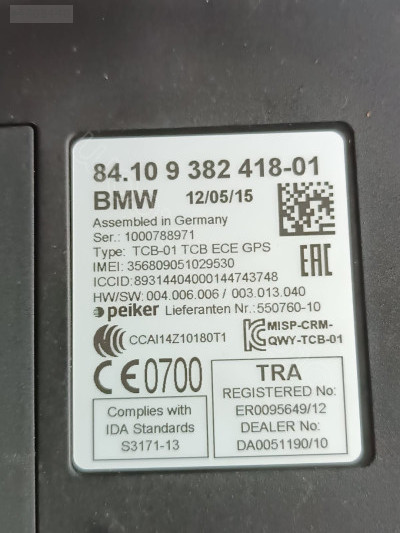 84.10 9 382 418-01
BMW 12/05/15
Assembled in Germany
Ser.: 1000788971
Type: TCB-01 TCB ECE GPS
IMEI: 356809051029530
ICCID: 89314404000144743748
HW/SW: 004.006.006 / 003.013.040
peiker Lieferanten Nr.: 550760-10
CCAI14Z10180T1
MISP-CRM-
QWY-TCB-01
CE0700
Complies with
IDA Standards
S3171-13
TRA
REGISTERED No:
ER0095649/12
DEALER No:
DA0051190/10
EAC